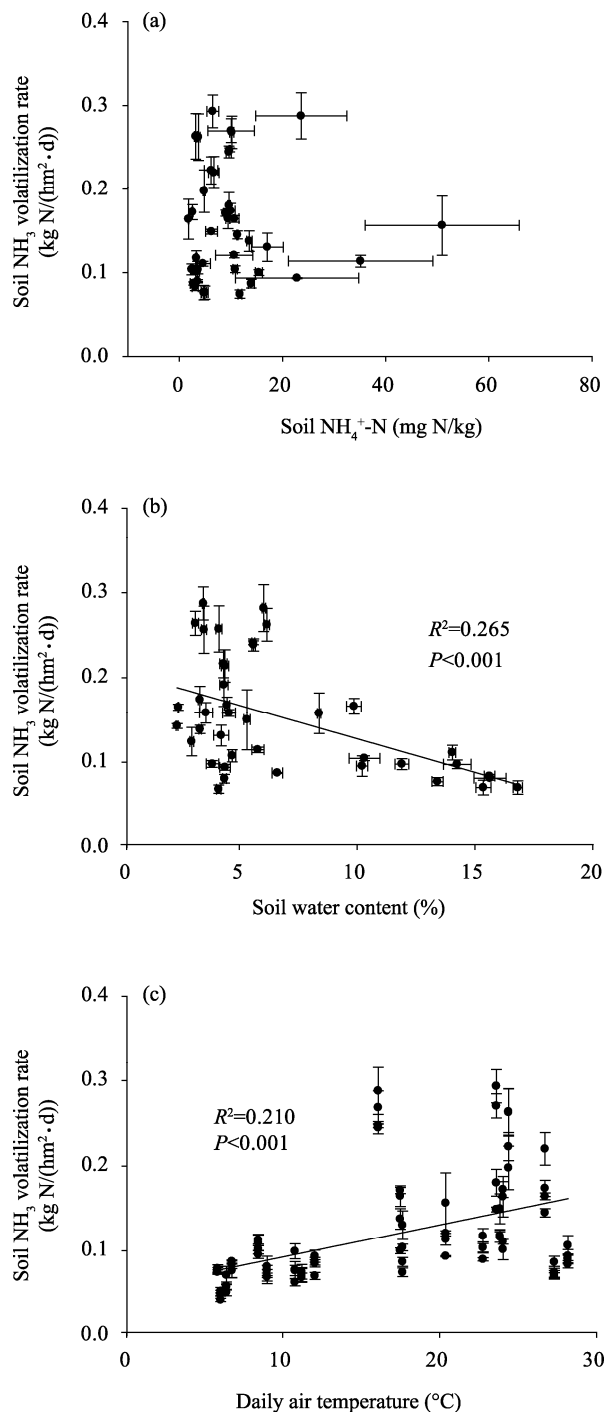 (a)
Soil NH₃ volatilization rate
(kg N/(hm²·d))
0.4
0.3
0.2
0.1
0.0
0 20 40 60 80
Soil NH₄⁺-N (mg N/kg)
(b)
Soil NH₃ volatilization rate
(kg N/(hm²·d))
0.4
0.3
0.2
0.1
0.0
R²=0.265
P<0.001
0 5 10 15 20
Soil water content (%)
(c)
Soil NH₃ volatilization rate
(kg N/(hm²·d))
0.4
0.3
0.2
0.1
0.0
R²=0.210
P<0.001
0 10 20 30
Daily air temperature (°C)